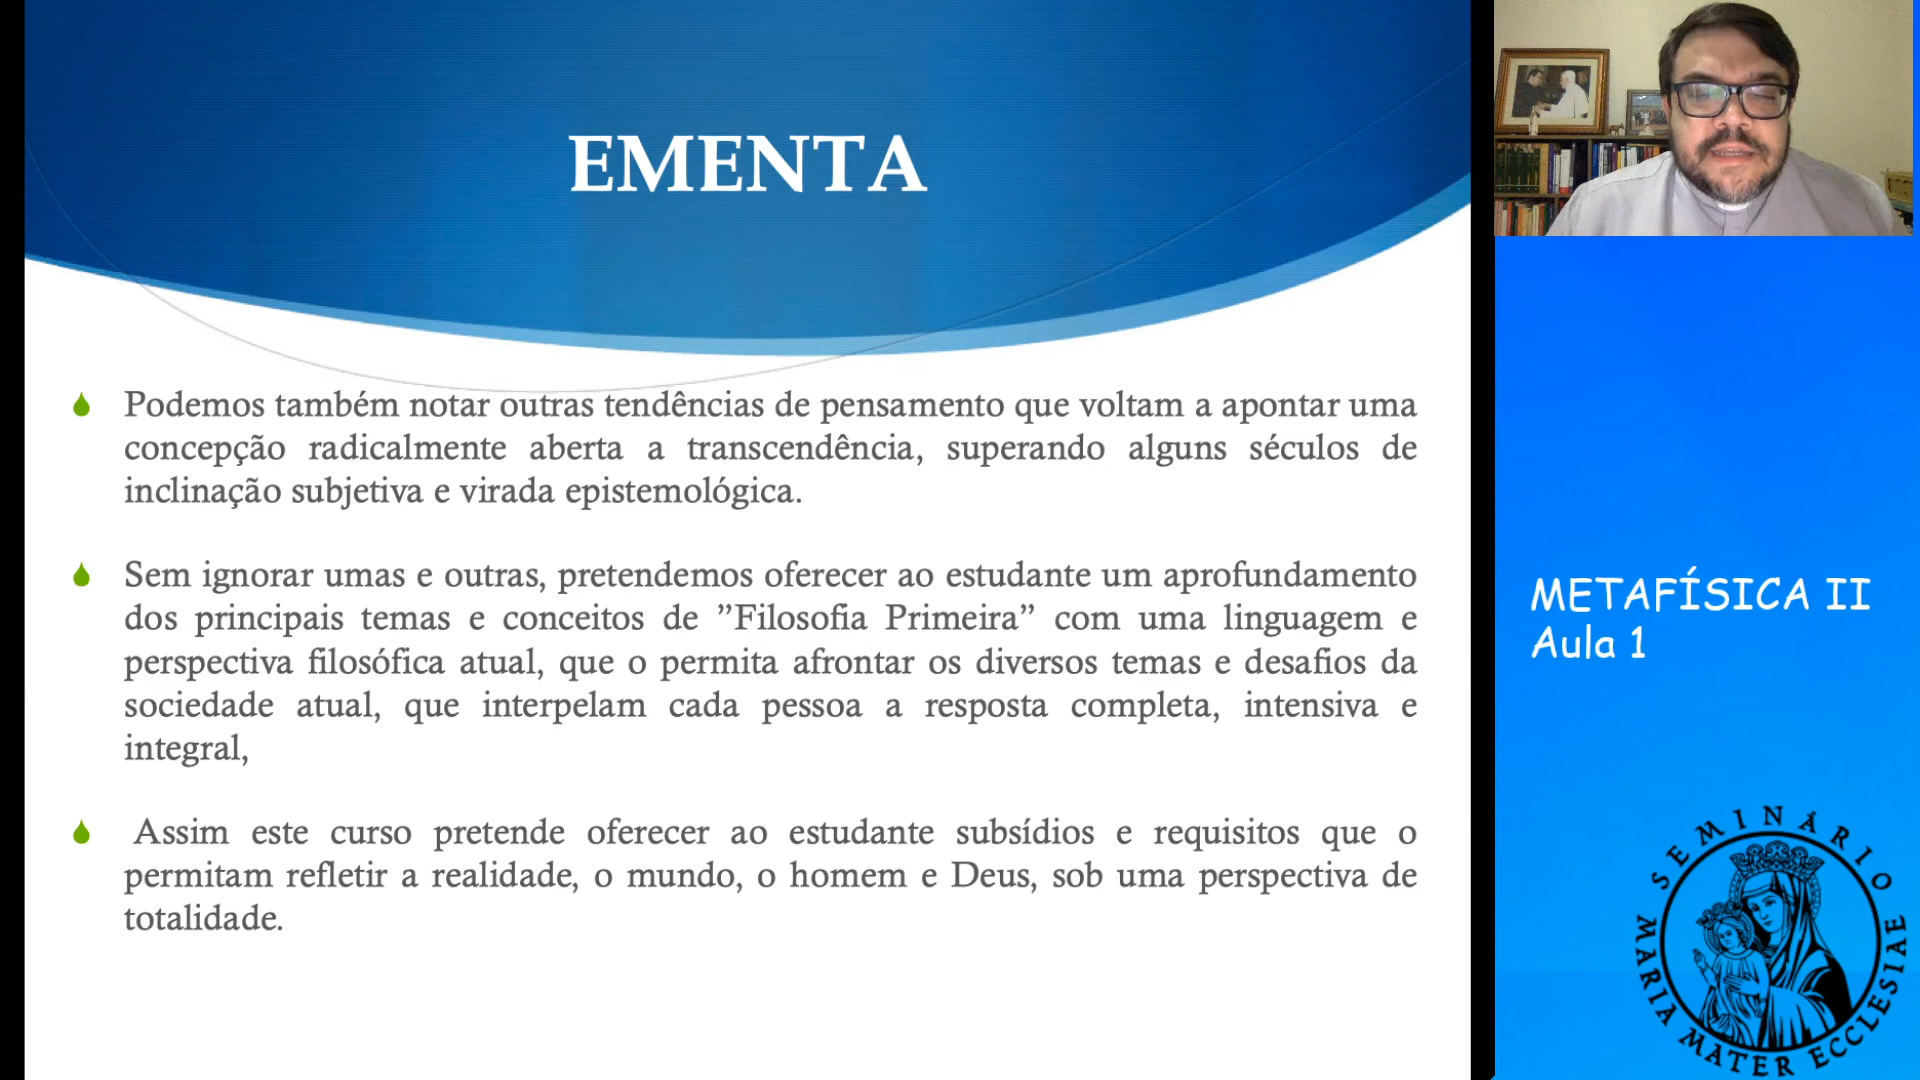 EMENTA
Podemos também notar outras tendências de pensamento que voltam a apontar uma
concepção radicalmente aberta a transcendência, superando alguns séculos de
inclinação subjetiva e virada epistemológica.
Sem ignorar umas e outras, pretendemos oferecer ao estudante um aprofundamento
dos principais temas e conceitos de ”Filosofia Primeira” com uma linguagem e
perspectiva filosófica atual, que o permita afrontar os diversos temas e desafios da
sociedade atual, que interpelam cada pessoa a resposta completa, intensiva e
integral,
Assim este curso pretende oferecer ao estudante subsídios e requisitos que o
permitam refletir a realidade, o mundo, o homem e Deus, sob uma perspectiva de
totalidade.
METAFÍSICA II
Aula 1
SEMINÁRIO
MARIA MATER ECCLESIAE